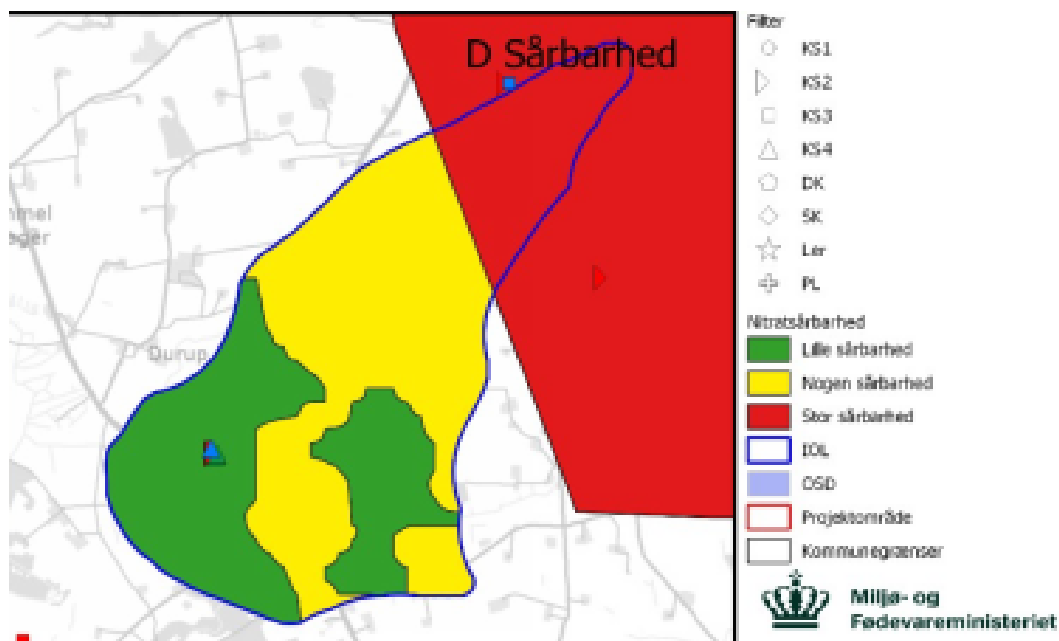 D Sårbarhed
Durup
Filter
KS1
KS2
KS3
KS4
DK
SK
Ler
PL
Nitratsårbarhed
Lille sårbarhed
Nogen sårbarhed
Stor sårbarhed
IOL
OSD
Projektområde
Kommunegrænser
Miljø- og
Fødevareministeriet